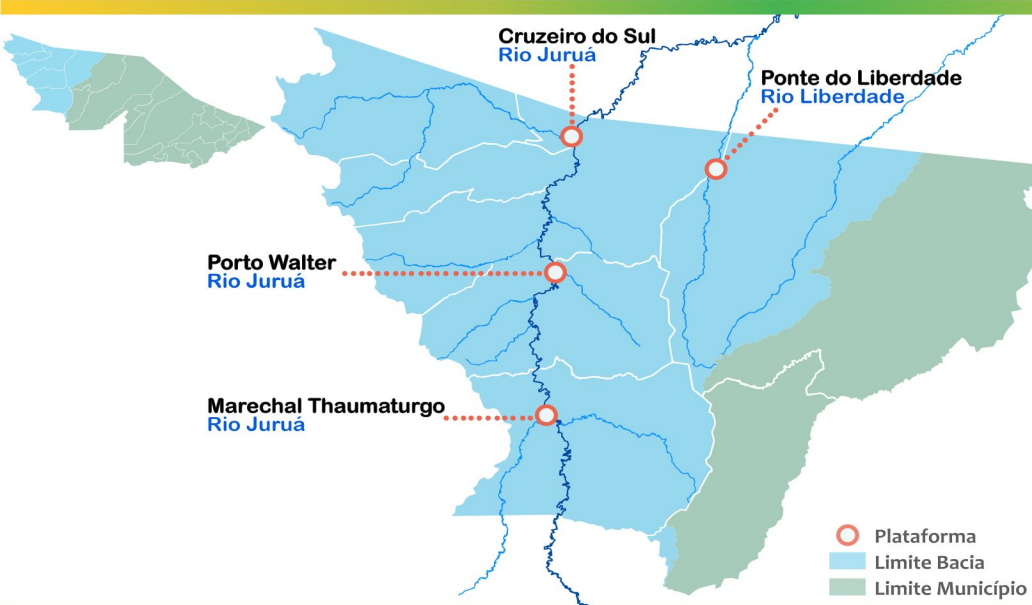 Cruzeiro do Sul
Rio Juruá
Ponte do Liberdade
Rio Liberdade
Porto Walter
Rio Juruá
Marechal Thaumaturgo
Rio Juruá
Plataforma
Limite Bacia
Limite Município